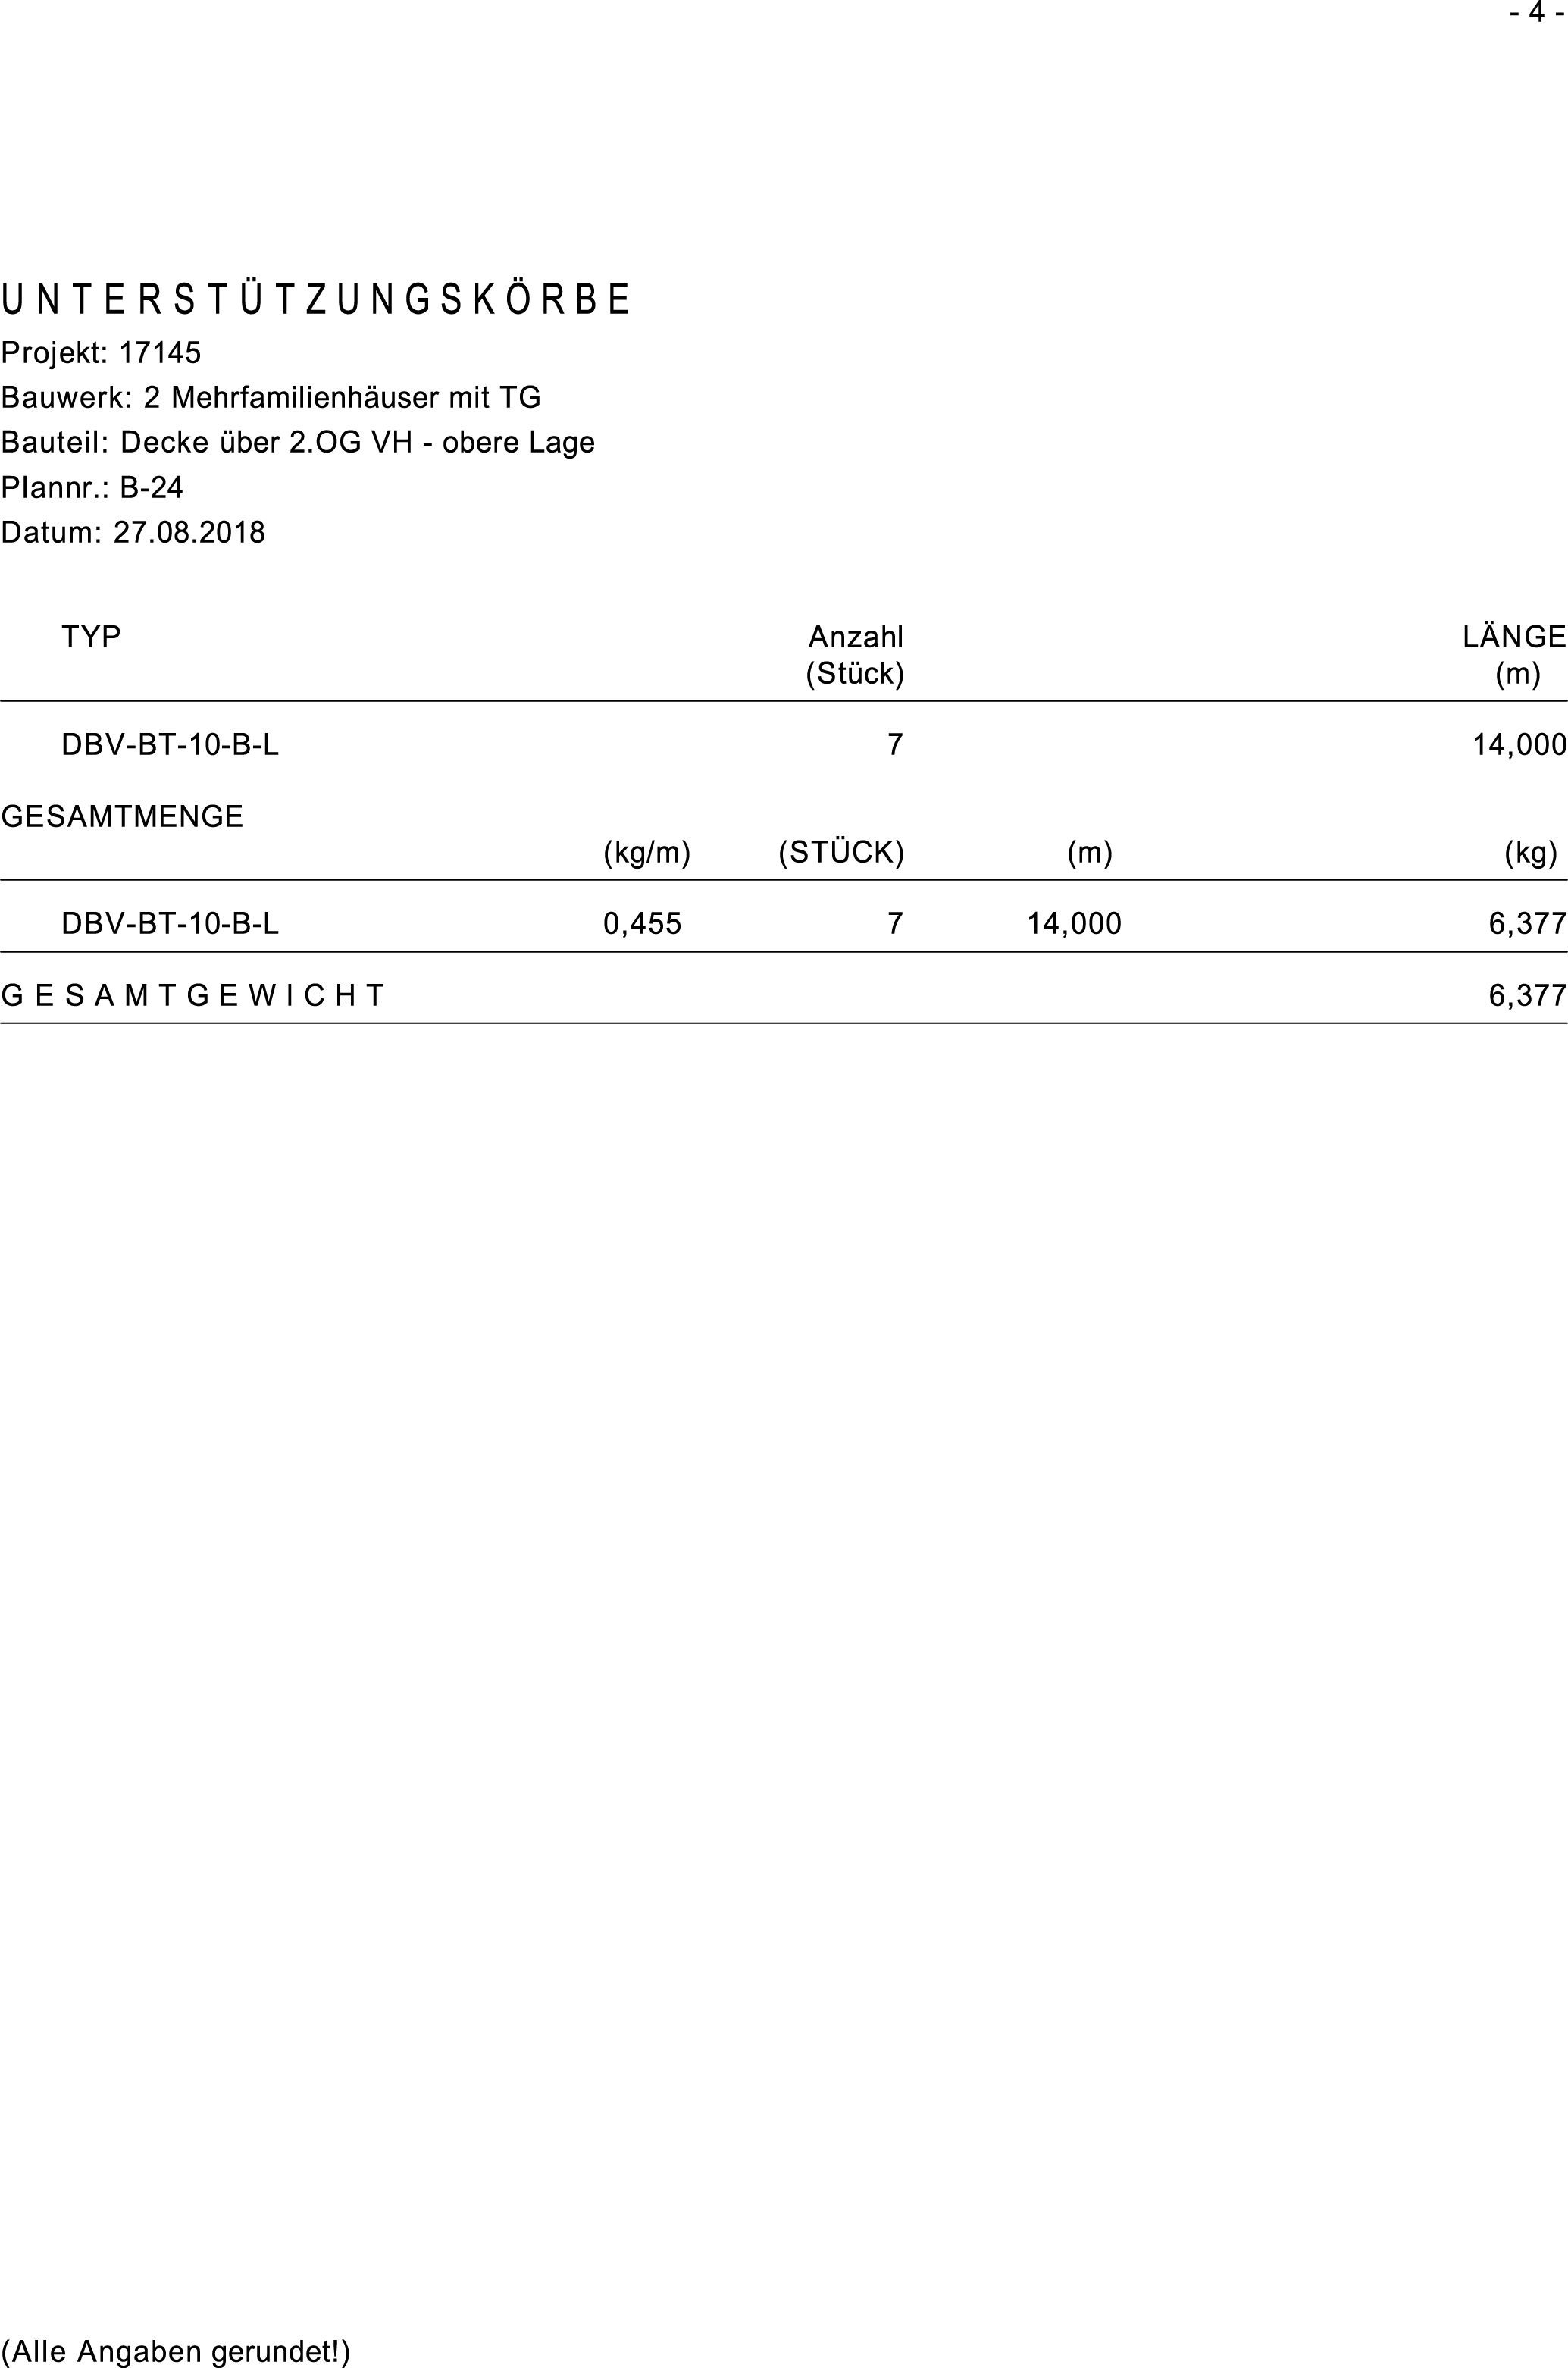 - 4 -
UNTERSTÜTZUNGSKÖRBE
Projekt: 17145
Bauwerk: 2 Mehrfamilienhäuser mit TG
Bauteil: Decke über 2.OG VH - obere Lage
Plannr.: B-24
Datum: 27.08.2018
TYP Anzahl LÄNGE
(Stück) (m)
DBV-BT-10-B-L 7 14,000
GESAMTMENGE
(kg/m) (STÜCK) (m) (kg)
DBV-BT-10-B-L 0,455 7 14,000 6,377
GESAMTGEWICHT 6,377
(Alle Angaben gerundet!)